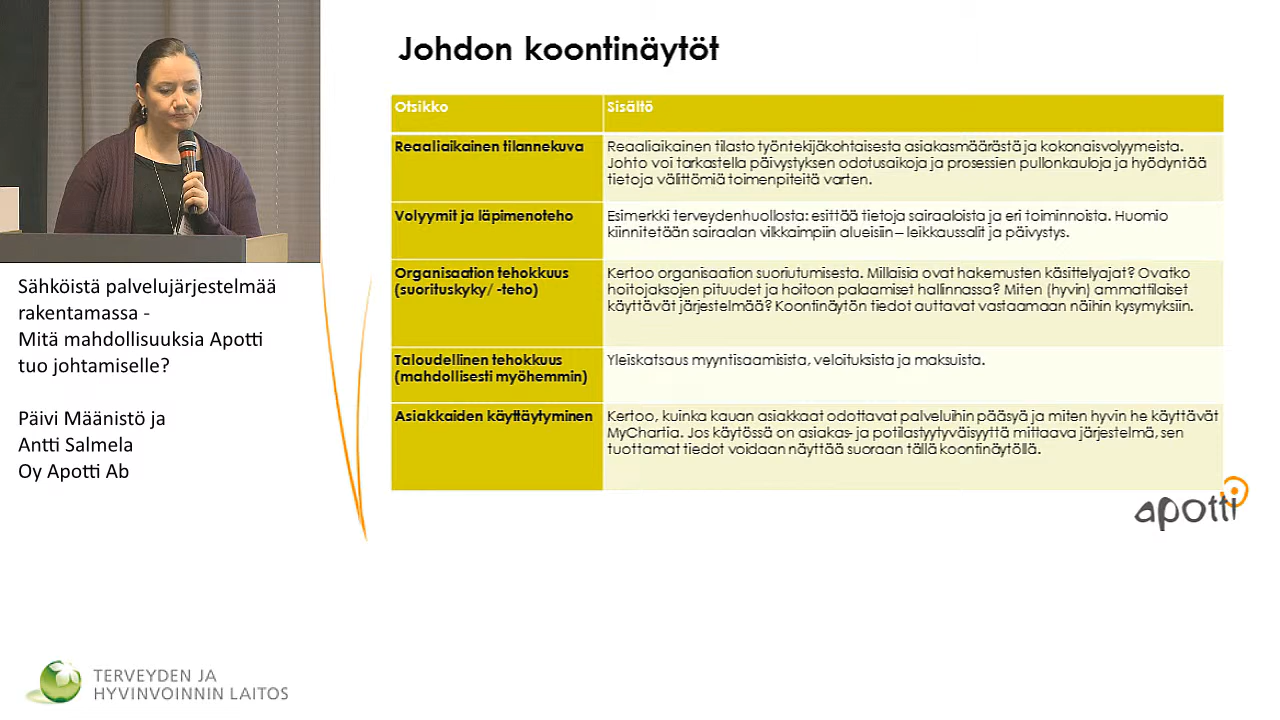 Johdon koontinäytöt
Otsikko
Sisältö
Reaaliaikainen tilannekuva
Reaaliaikainen tilasto työntekijäkohtaisesta asiakasmäärästä ja kokonaisvolyymeista.
Johto voi tarkastella päivystyksen odotusaikoja ja prosessien pullonkauloja ja hyödyntää
tietoja välittömiä toimenpiteitä varten.
Volyymit ja läpimenoteho
Esimerkki terveydenhuollosta: esittää tietoja sairaaloista ja eri toiminnoista. Huomio
kiinnitetään sairaalan vilkkaimpiin alueisiin – leikkaussalit ja päivystys.
Organisaation tehokkuus
(suorituskyky/ -teho)
Kertoo organisaation suoriutumisesta. Millaisia ovat hakemusten käsittelyajat? Ovatko
hoitojaksojen pituudet ja hoitoon palaamiset hallinnassa? Miten (hyvin) ammattilaiset
käyttävät järjestelmää? Koontinäytön tiedot auttavat vastaamaan näihin kysymyksiin.
Taloudellinen tehokkuus
(mahdollisesti myöhemmin)
Yleiskatsaus myyntisaamisista, veloituksista ja maksuista.
Asiakkaiden käyttäytyminen
Kertoo, kuinka kauan asiakkaat odottavat palveluihin pääsyä ja miten hyvin he käyttävät
MyChartia. Jos käytössä on asiakas- ja potilastyytyväisyyttä mittaava järjestelmä, sen
tuottamat tiedot voidaan näyttää suoraan tällä koontinäytöllä.
apotti
Sähköistä palvelujärjestelmää
rakentamassa -
Mitä mahdollisuuksia Apotti
tuo johtamiselle?
Päivi Määnistö ja
Antti Salmela
Oy Apotti Ab
TERVEYDEN JA
HYVINVOINNIN LAITOS